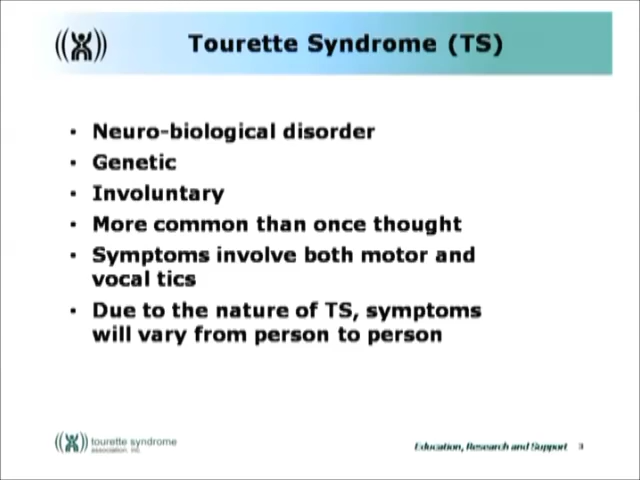 Tourette Syndrome (TS)
• Neuro-biological disorder
• Genetic
• Involuntary
• More common than once thought
• Symptoms involve both motor and
vocal tics
• Due to the nature of TS, symptoms
will vary from person to person
tourette syndrome
association, inc.
Education, Research and Support 3